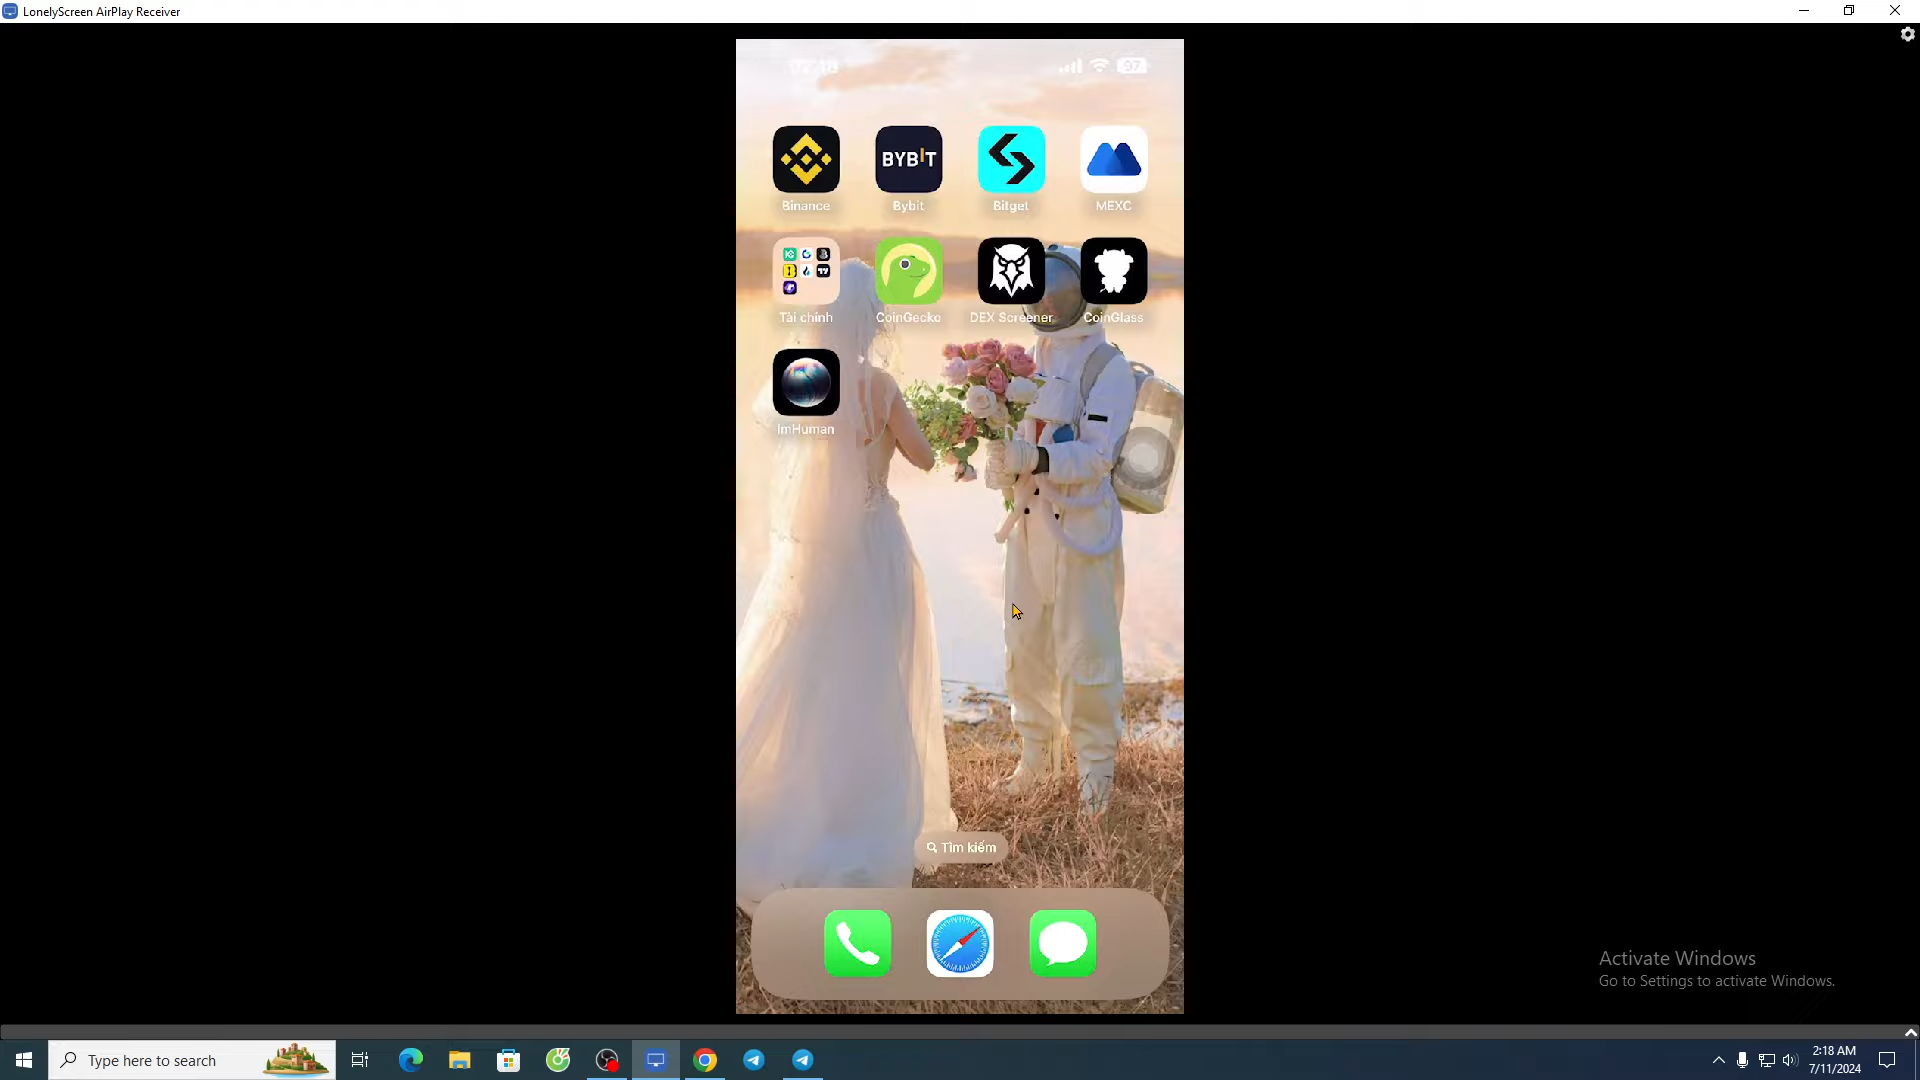 LonelyScreen AirPlay Receiver
97
BYBIT
Binance
Bybit
Bitget
MEXC
Tài chính
CoinGecko
DEX Screener
CoinGlass
ImHuman
Tìm kiếm
Activate Windows
Go to Settings to activate Windows.
Type here to search
2:18 AM
7/11/2024